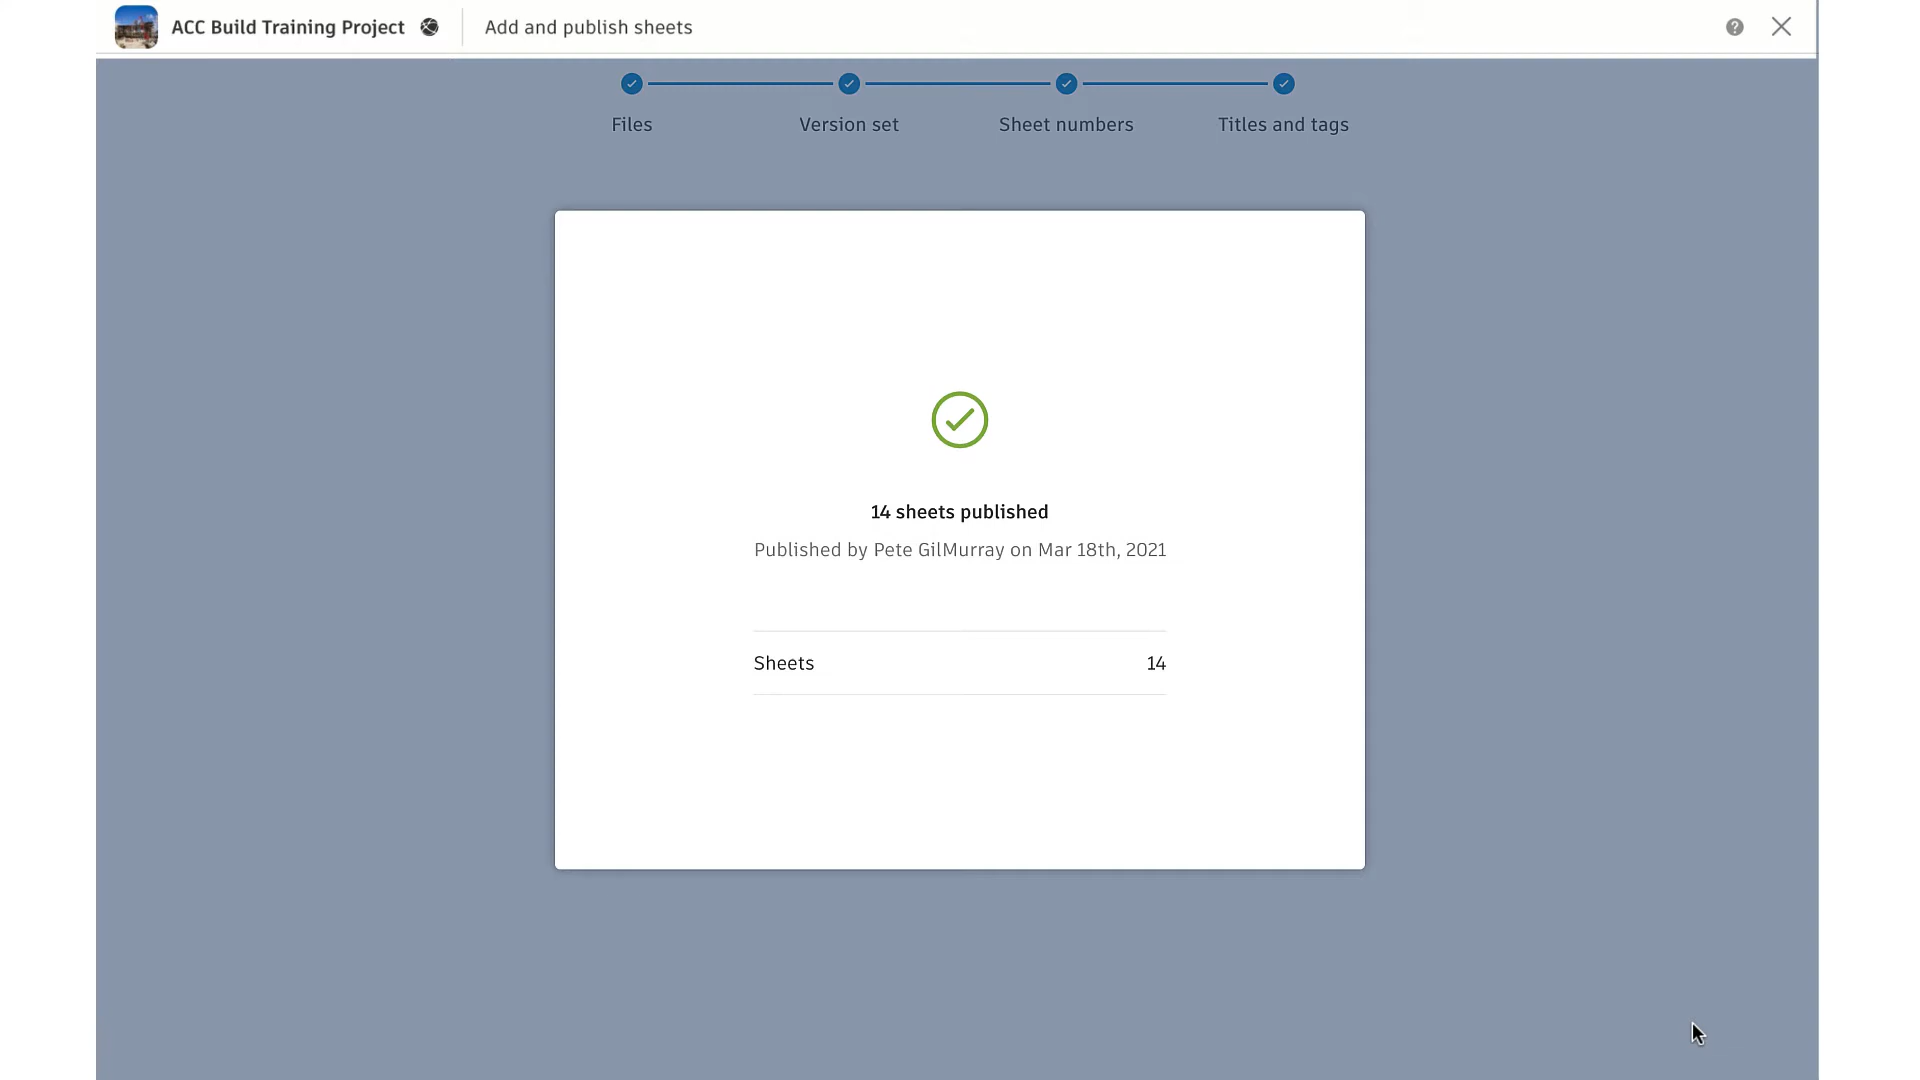 ACC Build Training Project
Add and publish sheets
?
Files
Version set
Sheet numbers
Titles and tags
14 sheets published
Published by Pete GilMurray on Mar 18th, 2021
Sheets 14